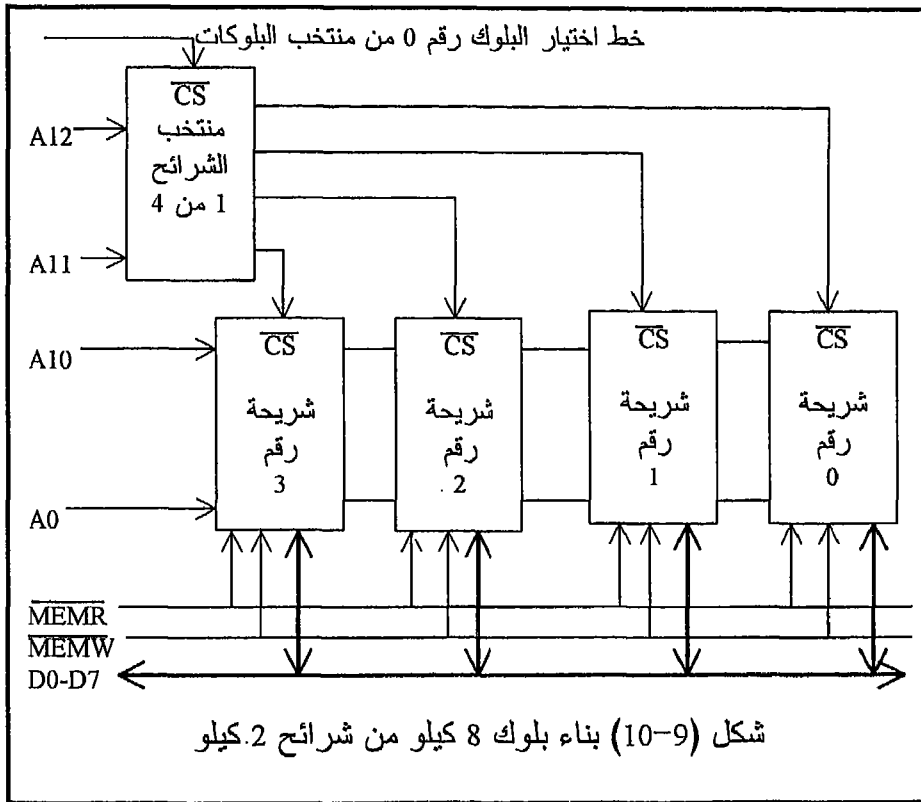 خط اختيار البلوك رقم 0 من منتخب البلوكات
CS
منتخب
الشرائح
1 من 4
A12
A11
A10
A0
CS
شريحة
رقم
3
CS
شريحة
رقم
2
CS
شريحة
رقم
1
CS
شريحة
رقم
0
MEMR
MEMW
D0-D7
شكل (9-10) بناء بلوك 8 كيلو من شرائح 2 كيلو